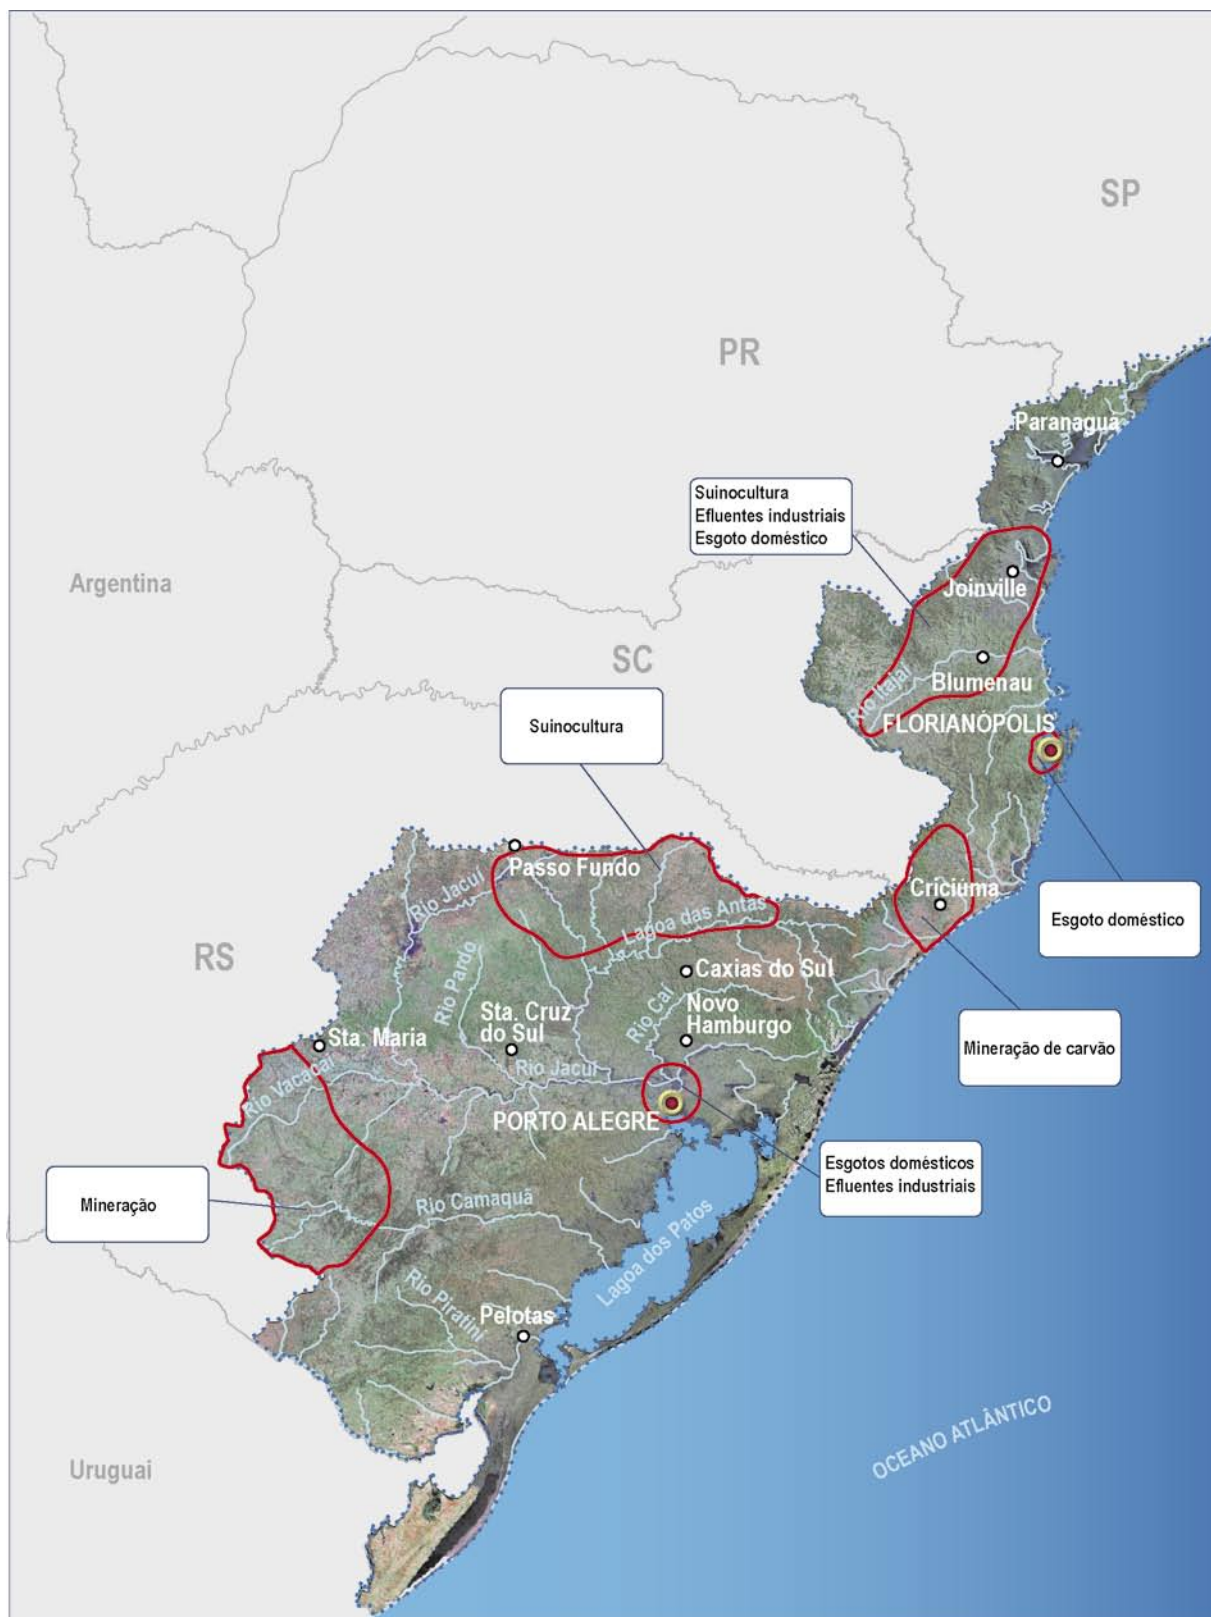 SP
PR
Paranaguá
Suinocultura
Efluentes industriais
Esgoto doméstico
Argentina
Joinville
SC
Blumenau
Rio Itajaí
FLORIANÓPOLIS
Suinocultura
Passo Fundo
Rio Jacuí
Criciúma
Esgoto doméstico
Lagoa das Antas
RS
Rio Pardo
Caxias do Sul
Rio Caí
Novo
Hamburgo
Sta. Cruz
do Sul
Sta. Maria
Mineração de carvão
Rio Jacuí
Rio Vacacaí
PORTO ALEGRE
Esgotos domésticos
Efluentes industriais
Mineração
Rio Camaquã
Lagoa dos Patos
Rio Piratini
Pelotas
OCEANO ATLÂNTICO
Uruguai